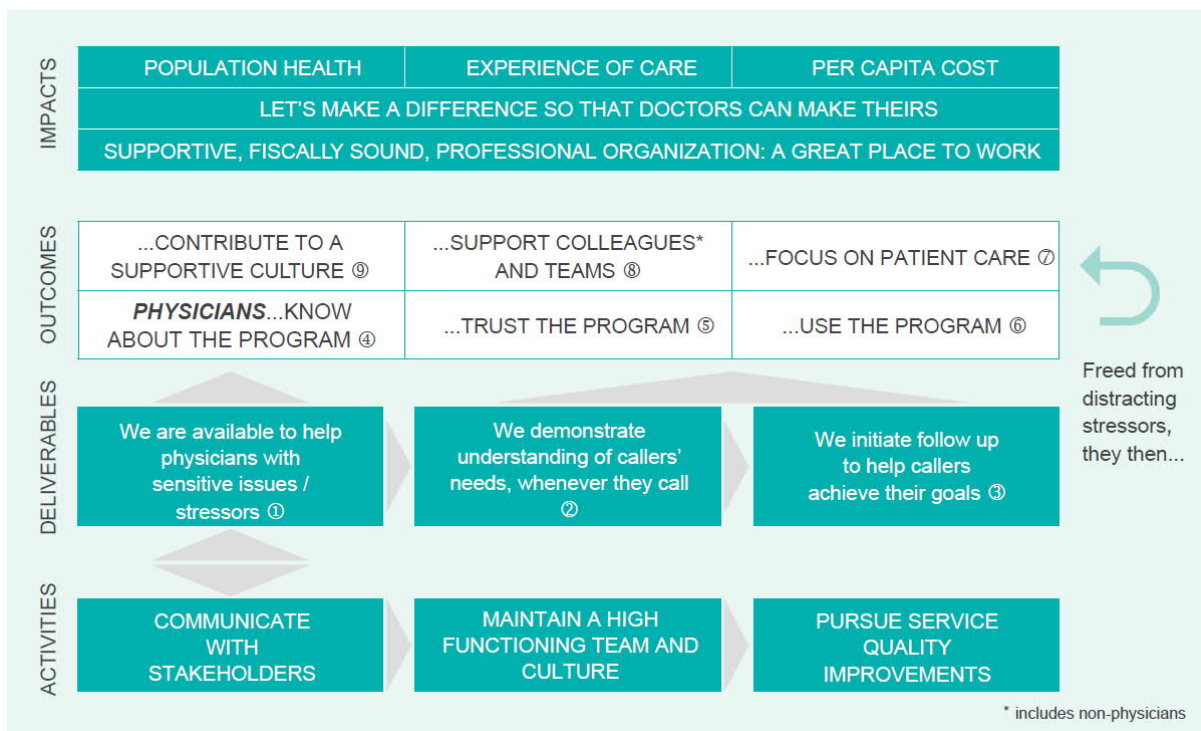 IMPACTS
POPULATION HEALTH
EXPERIENCE OF CARE
PER CAPITA COST
LET'S MAKE A DIFFERENCE SO THAT DOCTORS CAN MAKE THEIRS
SUPPORTIVE, FISCALLY SOUND, PROFESSIONAL ORGANIZATION: A GREAT PLACE TO WORK
OUTCOMES
...CONTRIBUTE TO A
SUPPORTIVE CULTURE ⑨
...SUPPORT COLLEAGUES*
AND TEAMS ⑧
...FOCUS ON PATIENT CARE ⑦
PHYSICIANS...KNOW
ABOUT THE PROGRAM ④
...TRUST THE PROGRAM ⑤
...USE THE PROGRAM ⑥
Freed from
distracting
stressors,
they then...
DELIVERABLES
We are available to help
physicians with
sensitive issues /
stressors ①
We demonstrate
understanding of callers'
needs, whenever they call
②
We initiate follow up
to help callers
achieve their goals ③
ACTIVITIES
COMMUNICATE
WITH
STAKEHOLDERS
MAINTAIN A HIGH
FUNCTIONING TEAM AND
CULTURE
PURSUE SERVICE
QUALITY
IMPROVEMENTS
* includes non-physicians